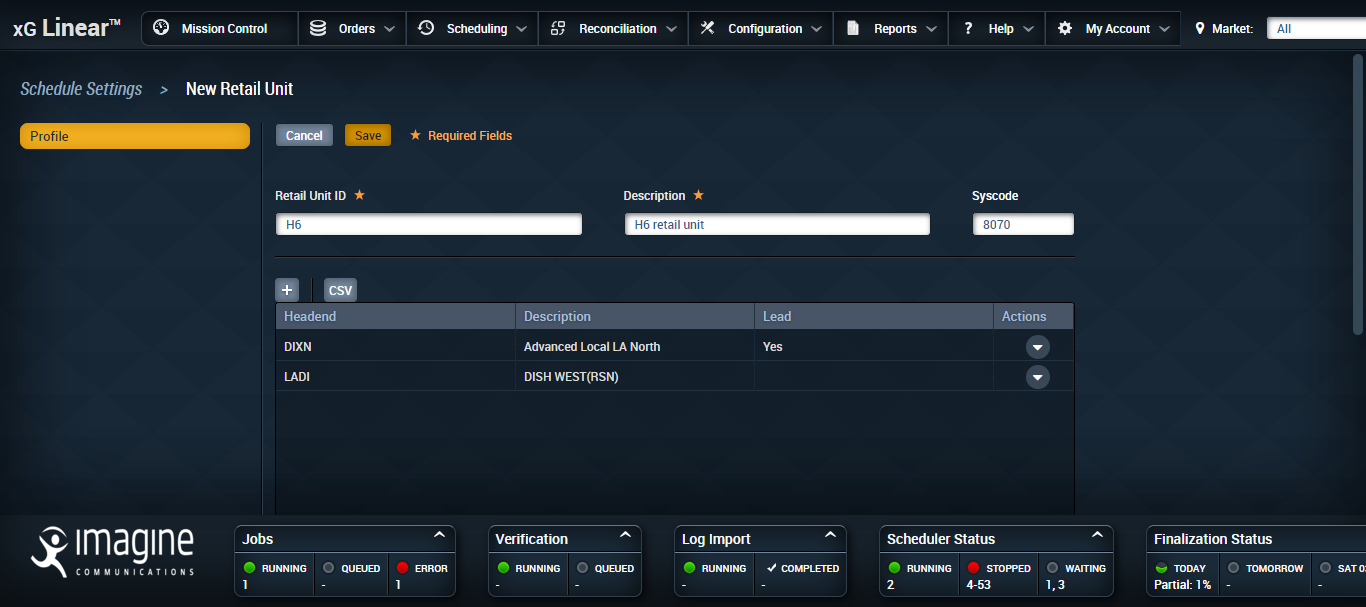 xG Linear™ Mission Control Orders Scheduling Reconciliation Configuration Reports ? Help My Account Market: All
Schedule Settings > New Retail Unit
Profile
Cancel Save ★ Required Fields
Retail Unit ID ★ Description ★ Syscode
H6 H6 retail unit 8070
+ CSV
Headend Description Lead Actions
DIXN Advanced Local LA North Yes
LADI DISH WEST(RSN)
imagine
COMMUNICATIONS
Jobs Verification Log Import Scheduler Status Finalization Status
RUNNING QUEUED ERROR RUNNING QUEUED RUNNING COMPLETED RUNNING STOPPED WAITING TODAY TOMORROW SAT 03
1 - 1 - - - - 2 4-53 1, 3 Partial: 1% - -